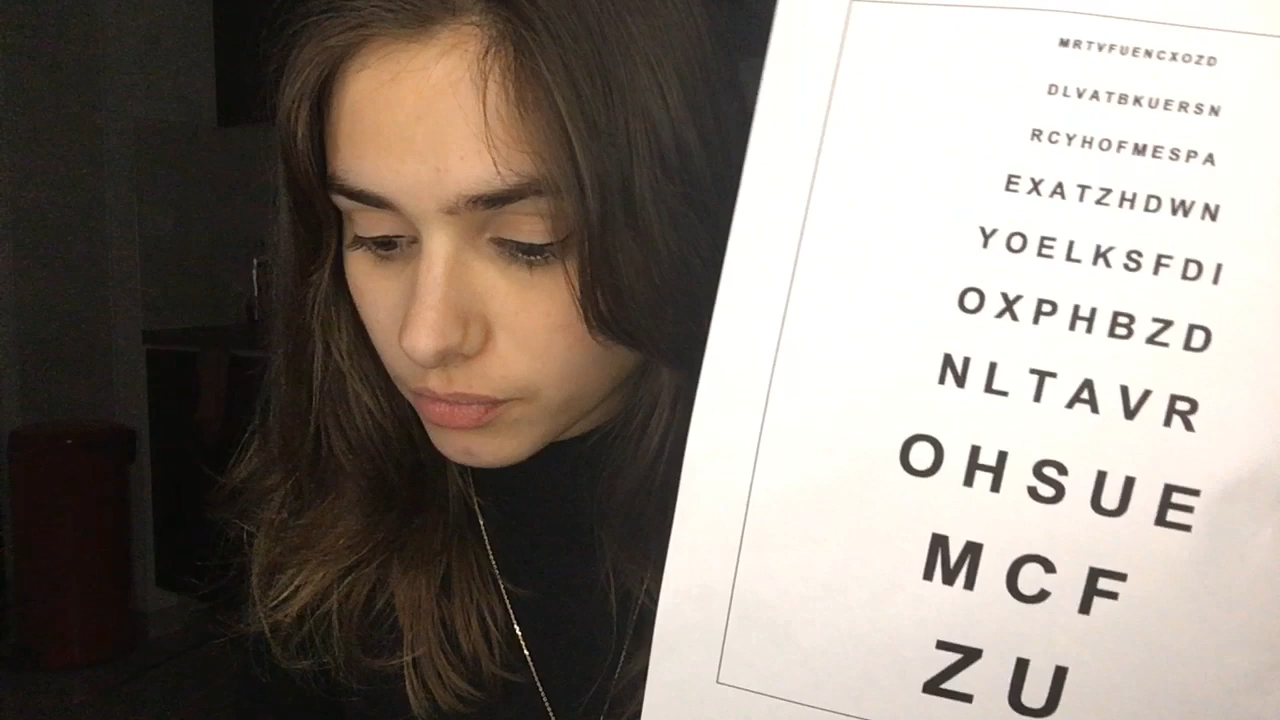 MRTVFUENCXOZD
DLVATBKUERSN
RCYHOFMESPA
EXATZHDWN
YOELKSFDI
OXPHBZD
NLTAVR
OHSUE
MCF
ZU